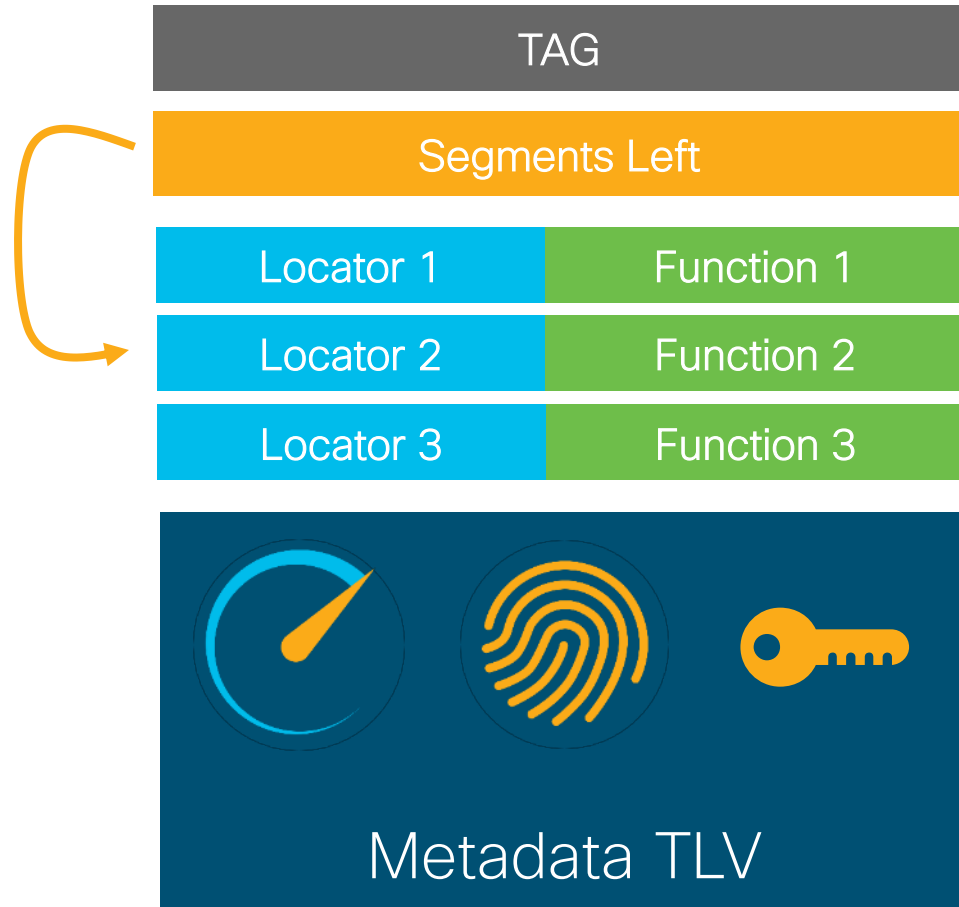 TAG
Segments Left
Locator 1 Function 1
Locator 2 Function 2
Locator 3 Function 3
Metadata TLV